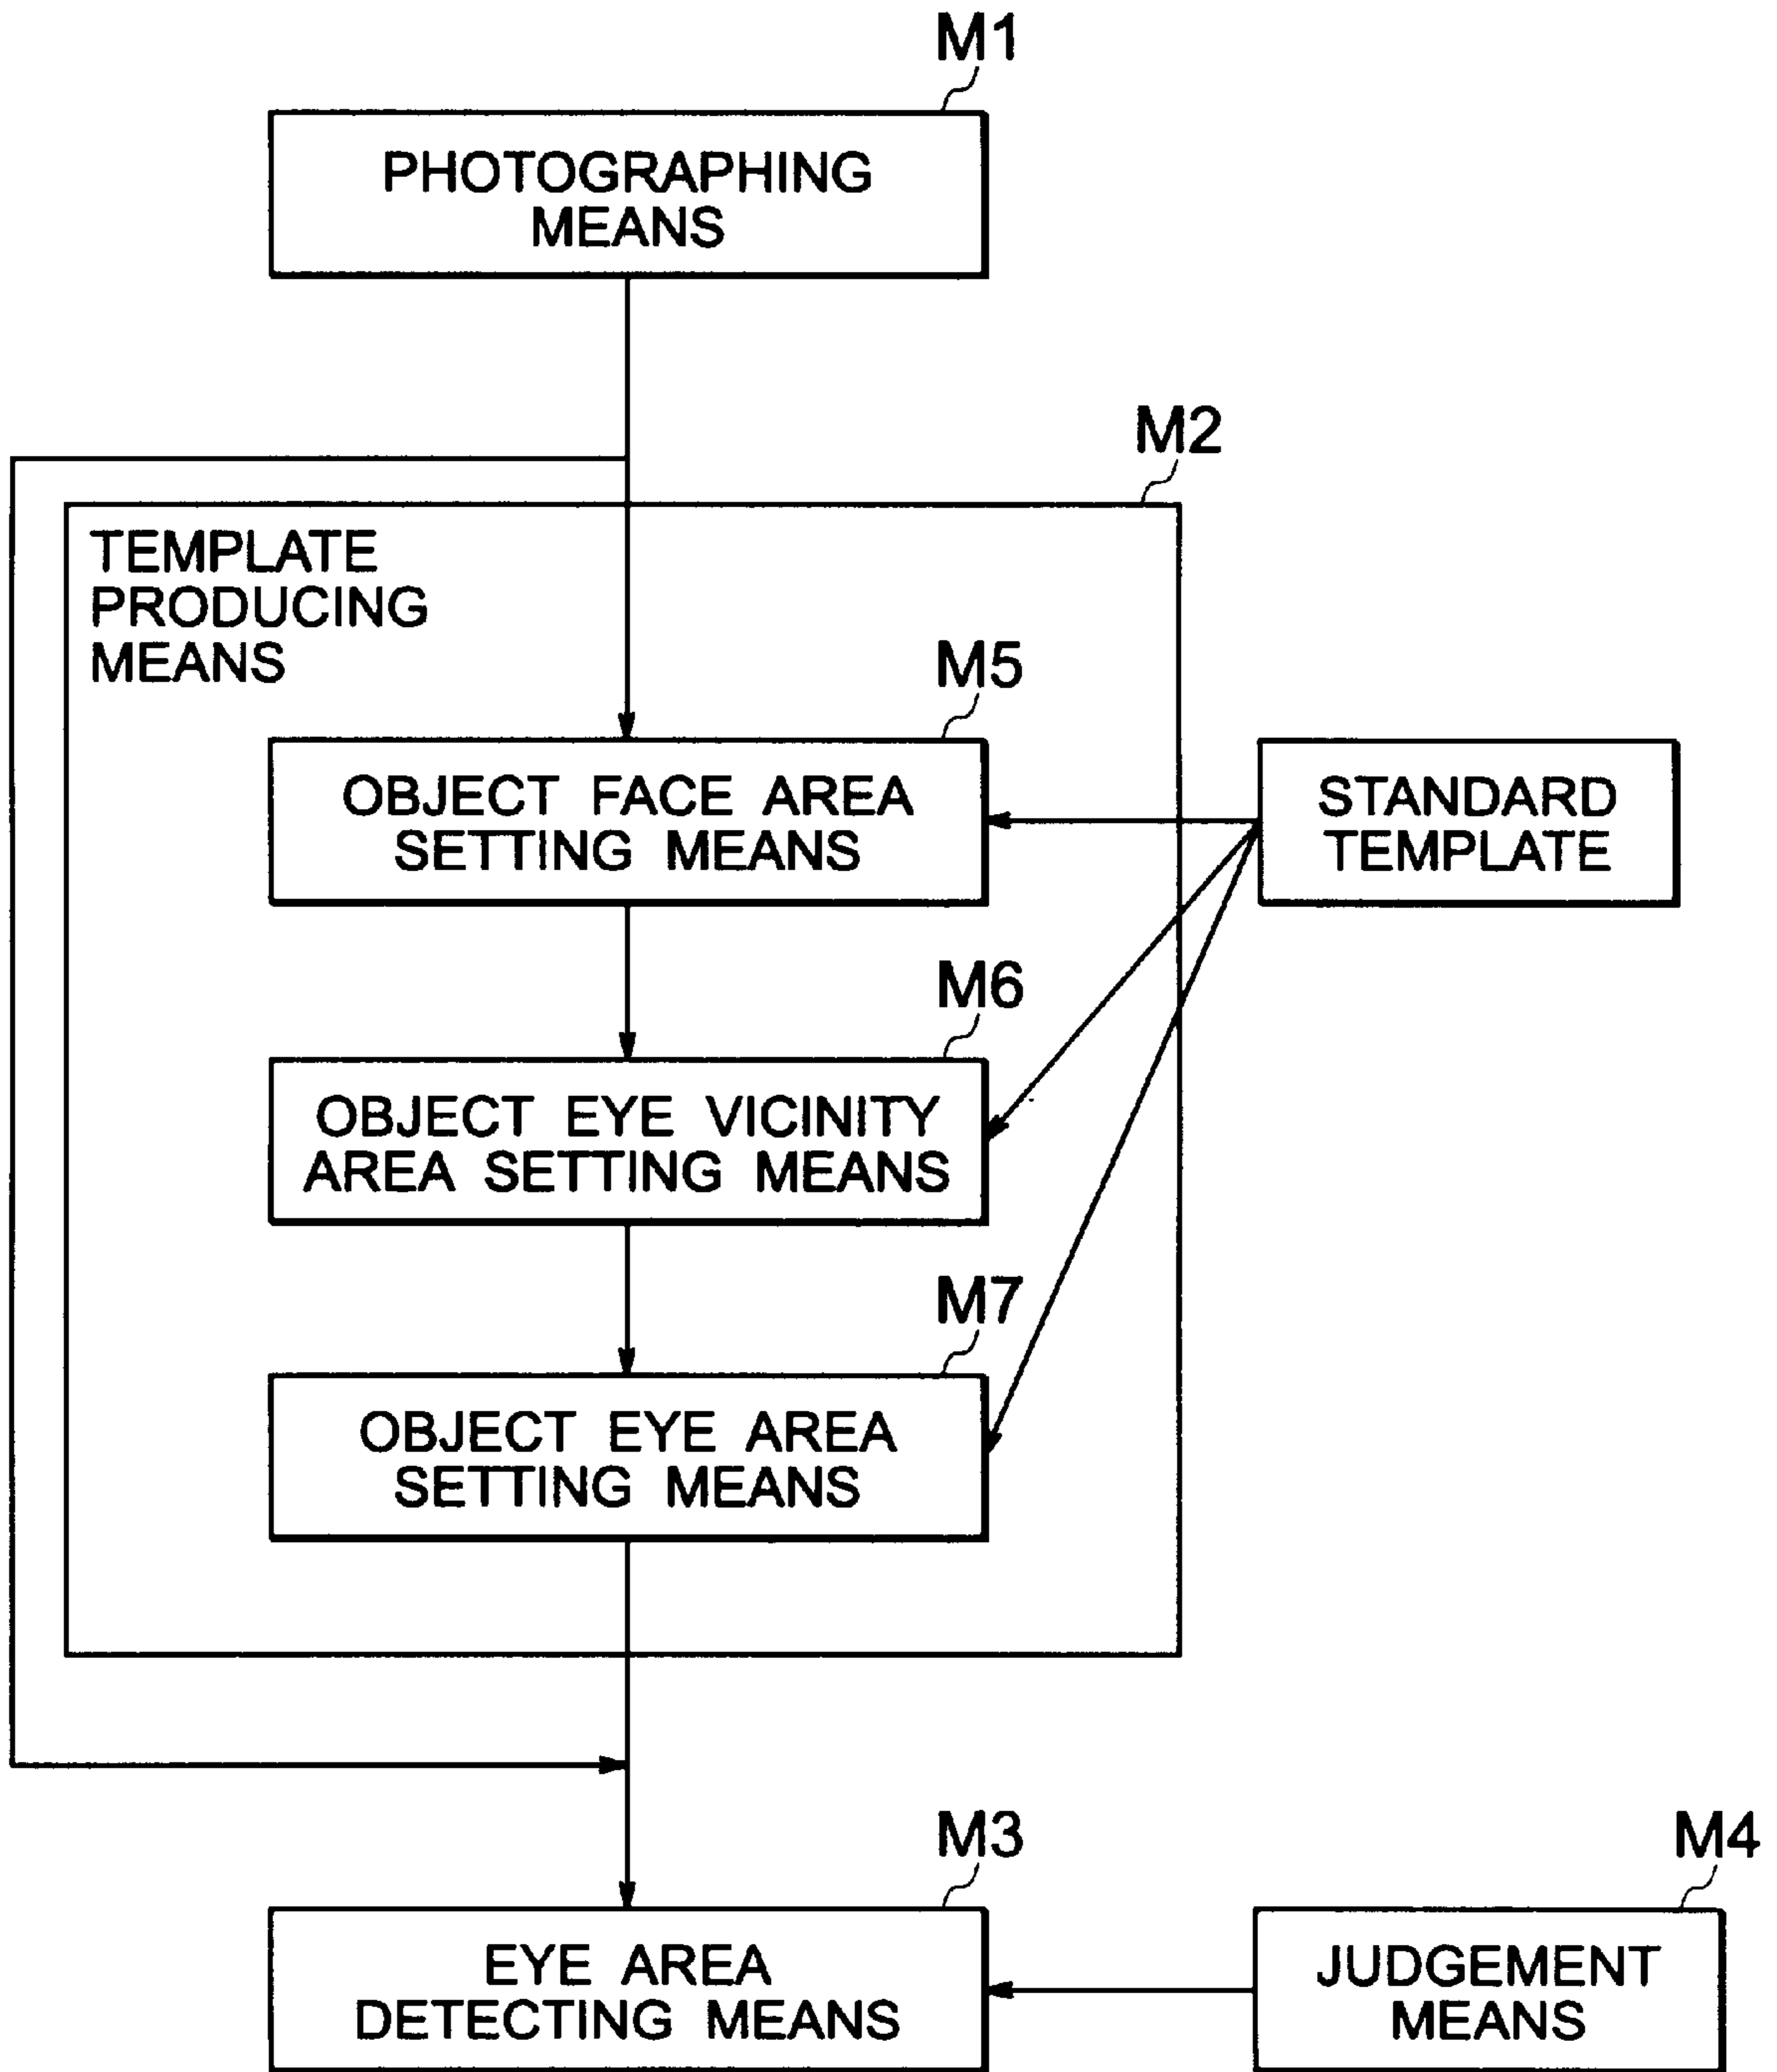 M1
PHOTOGRAPHING
MEANS
M2
TEMPLATE
PRODUCING
MEANS
M5
OBJECT FACE AREA
SETTING MEANS
STANDARD
TEMPLATE
M6
OBJECT EYE VICINITY
AREA SETTING MEANS
M7
OBJECT EYE AREA
SETTING MEANS
M3
EYE AREA
DETECTING MEANS
M4
JUDGEMENT
MEANS